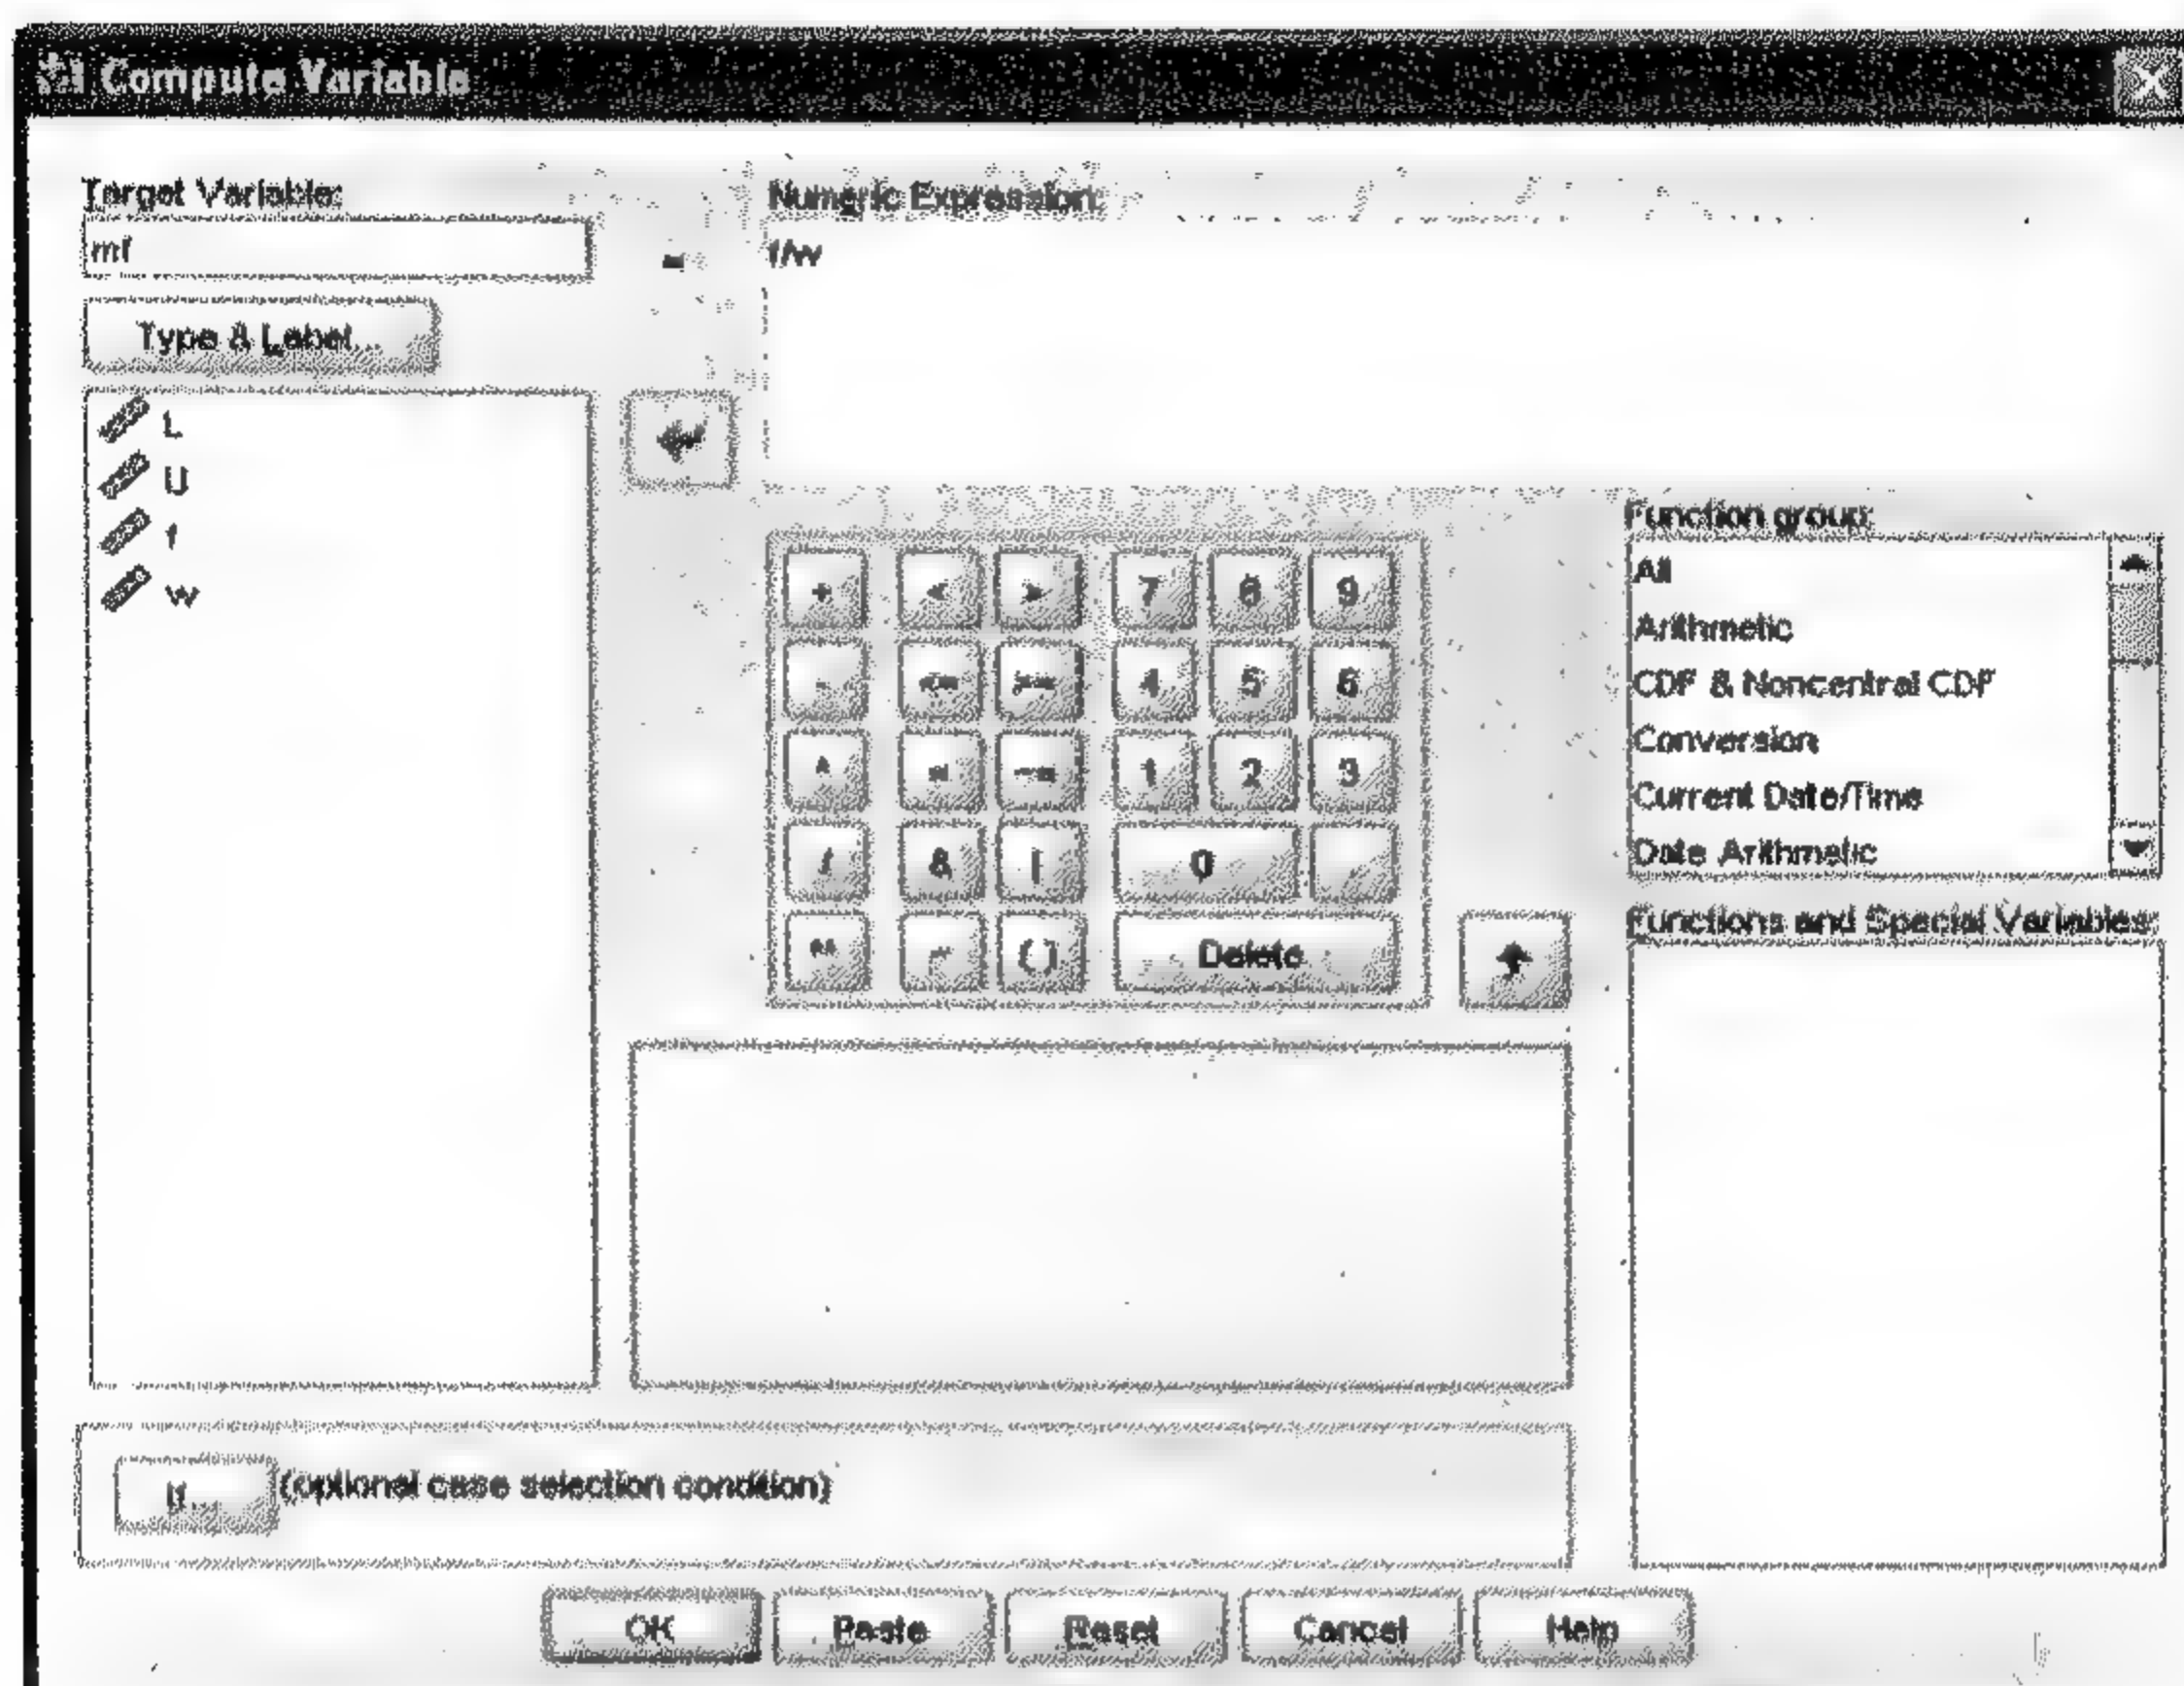 Compute Variable
Target Variable:
mf
Type & Label...
L
U
f
w
=
Numeric Expression:
f/w
+ < > 7 8 9
- <= >= 4 5 6
* = ~= 1 2 3
/ & | 0 .
** ~ ( ) Delete
Function group:
All
Arithmetic
CDF & Noncentral CDF
Conversion
Current Date/Time
Date Arithmetic
Functions and Special Variables:
If... (optional case selection condition)
OK Paste Reset Cancel Help